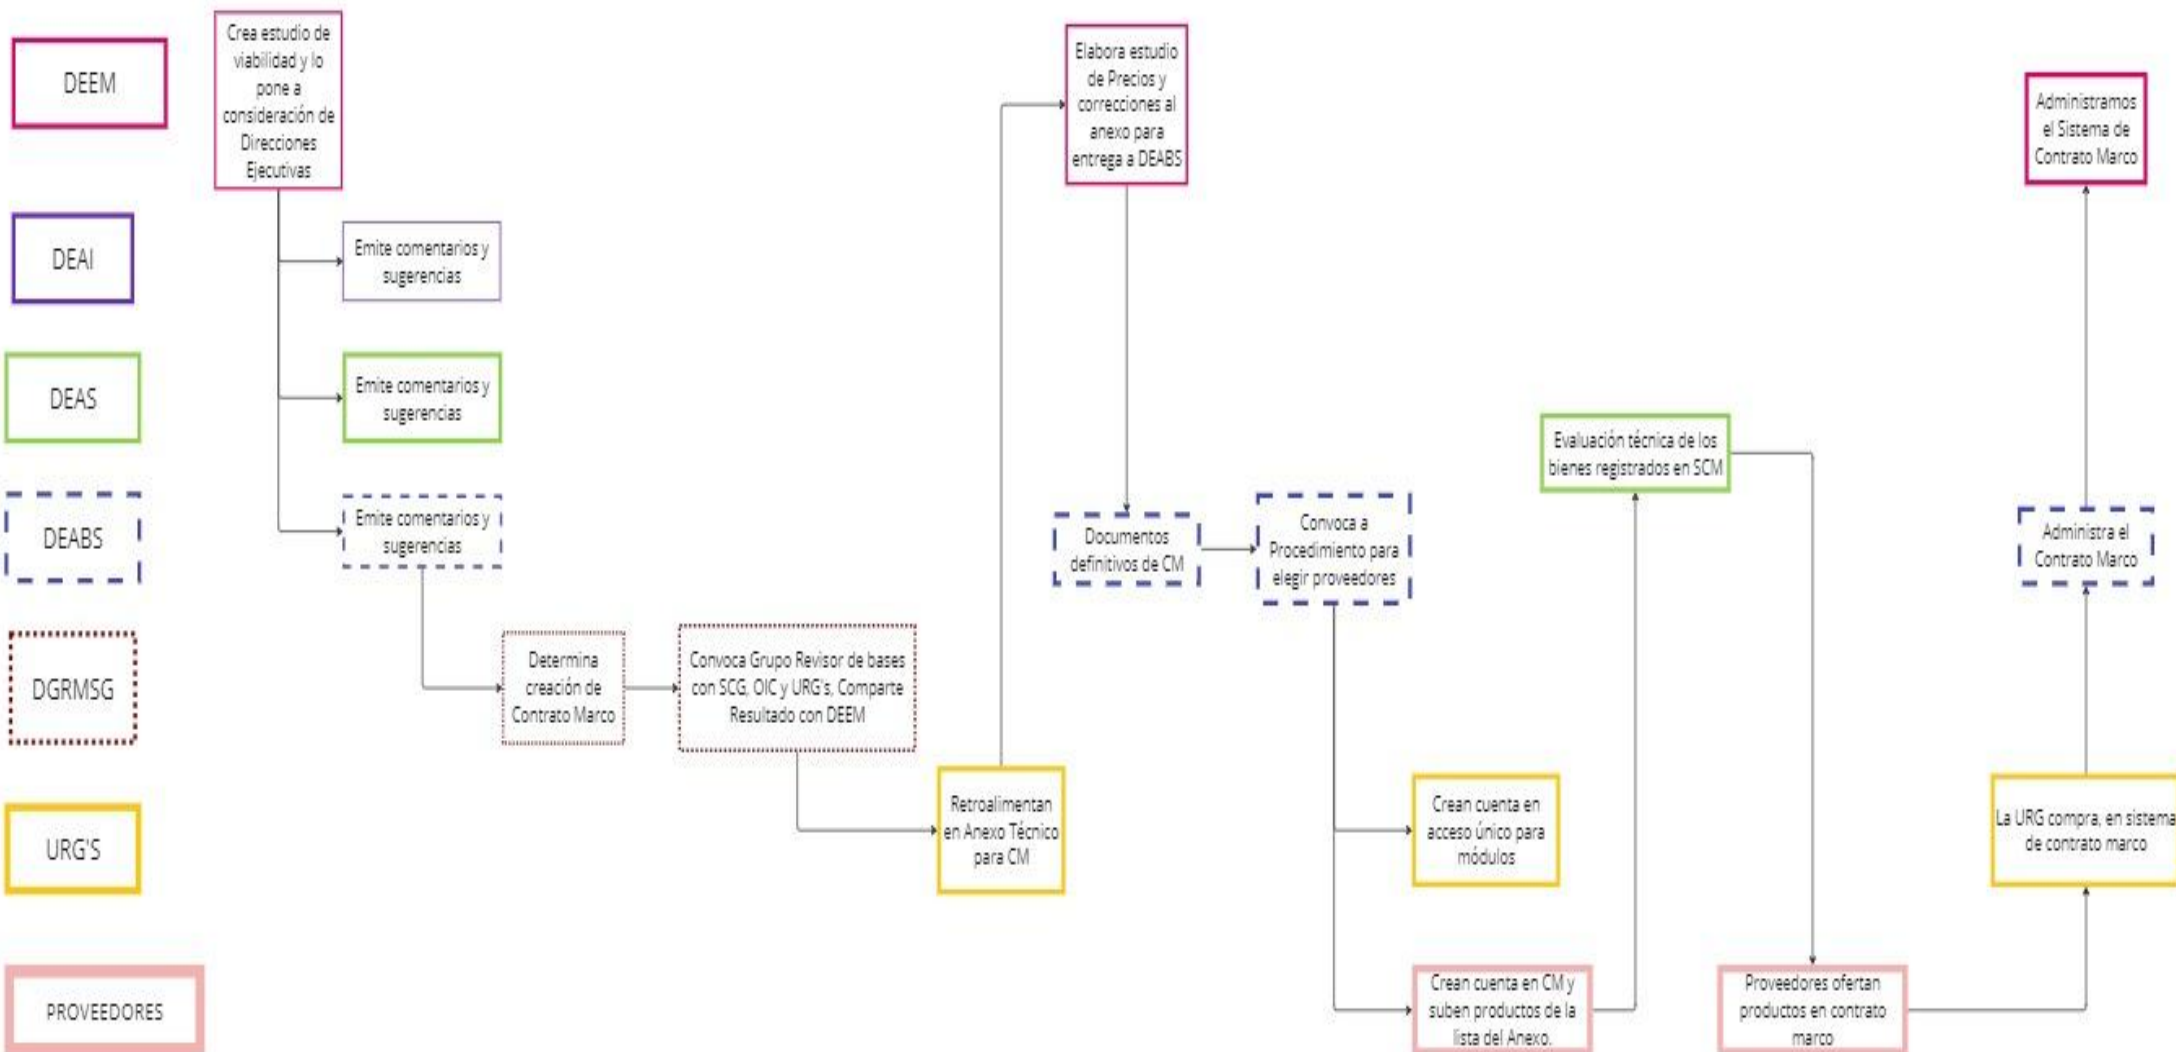 DEEM
DEAI
DEAS
DEABS
DGRMSG
URG'S
PROVEEDORES
Crea estudio de
viabilidad y lo
pone a
consideración de
Direcciones
Ejecutivas
Emite comentarios y
sugerencias
Emite comentarios y
sugerencias
Emite comentarios y
sugerencias
Determina
creación de
Contrato Marco
Convoca Grupo Revisor de bases
con SCG, OIC y URG's, Comparte
Resultado con DEEM
Retroalimentan
en Anexo Técnico
para CM
Elabora estudio
de Precios y
correcciones al
anexo para
entrega a DEABS
Documentos
definitivos de CM
Convoca a
Procedimiento para
elegir proveedores
Crean cuenta en
acceso único para
módulos
Crean cuenta en CM y
suben productos de la
lista del Anexo.
Evaluación técnica de los
bienes registrados en SCM
Proveedores ofertan
productos en contrato
marco
La URG compra, en sistema
de contrato marco
Administra el
Contrato Marco
Administramos
el Sistema de
Contrato Marco